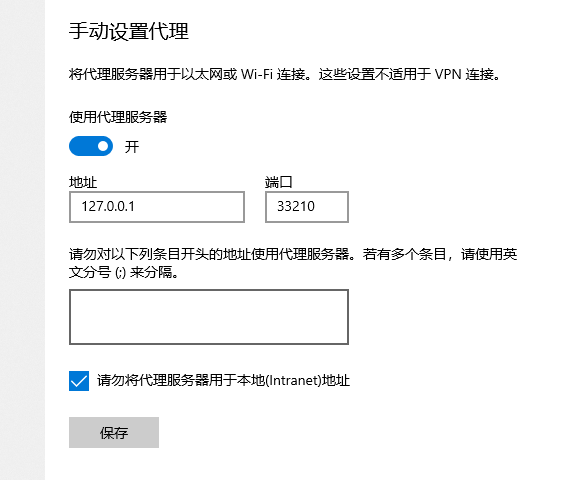 手动设置代理
将代理服务器用于以太网或 Wi-Fi 连接。这些设置不适用于 VPN 连接。
使用代理服务器
开
地址 端口
127.0.0.1 33210
请勿对以下列条目开头的地址使用代理服务器。若有多个条目，请使用英
文分号 (;) 来分隔。
请勿将代理服务器用于本地(Intranet)地址
保存